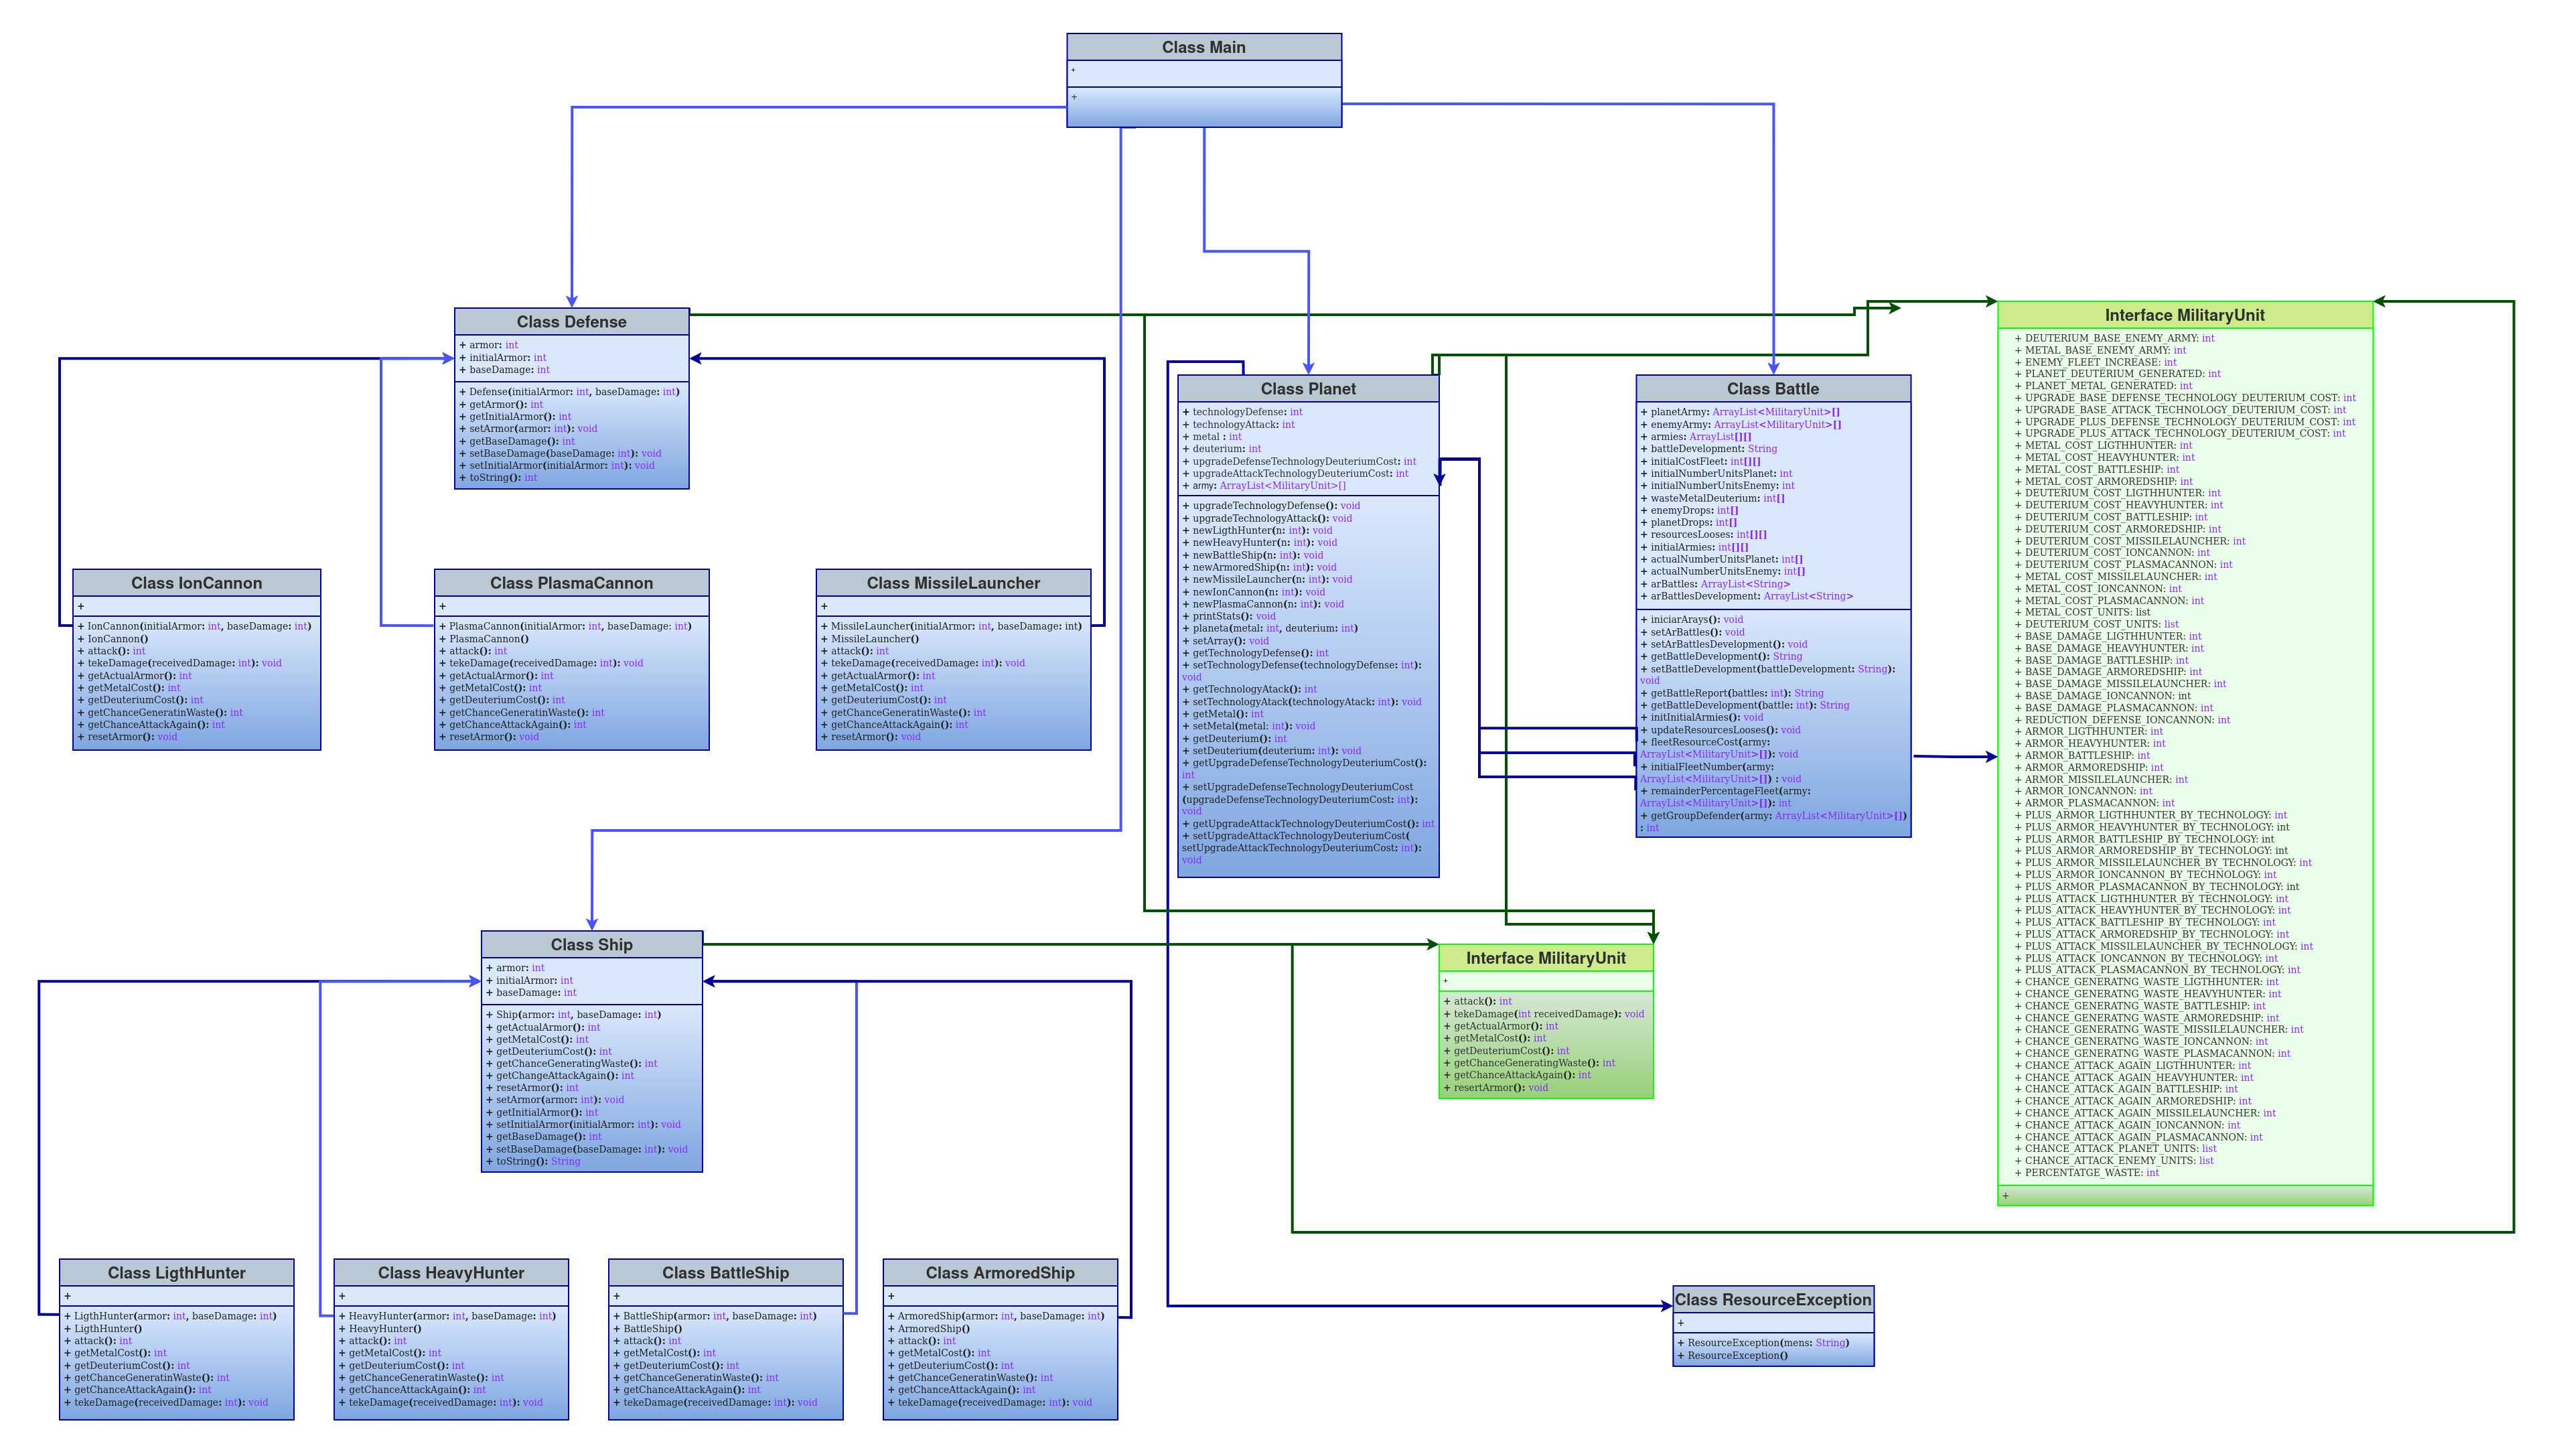 Class Main
+
+
Class Defense
+ armor: int
+ initialArmor: int
+ baseDamage: int
+ Defense(initialArmor: int, baseDamage: int)
+ getArmor(): int
+ getInitialArmor(): int
+ setArmor(armor: int): void
+ getBaseDamage(): int
+ setBaseDamage(baseDamage: int): void
+ setInitialArmor(initialArmor: int): void
+ toString(): int
Class IonCannon
+
+ IonCannon(initialArmor: int, baseDamage: int)
+ IonCannon()
+ attack(): int
+ tekeDamage(receivedDamage: int): void
+ getActualArmor(): int
+ getMetalCost(): int
+ getDeuteriumCost(): int
+ getChanceGeneratinWaste(): int
+ getChanceAttackAgain(): int
+ resetArmor(): void
Class PlasmaCannon
+
+ PlasmaCannon(initialArmor: int, baseDamage: int)
+ PlasmaCannon()
+ attack(): int
+ tekeDamage(receivedDamage: int): void
+ getActualArmor(): int
+ getMetalCost(): int
+ getDeuteriumCost(): int
+ getChanceGeneratinWaste(): int
+ getChanceAttackAgain(): int
+ resetArmor(): void
Class MissileLauncher
+
+ MissileLauncher(initialArmor: int, baseDamage: int)
+ MissileLauncher()
+ attack(): int
+ tekeDamage(receivedDamage: int): void
+ getActualArmor(): int
+ getMetalCost(): int
+ getDeuteriumCost(): int
+ getChanceGeneratinWaste(): int
+ getChanceAttackAgain(): int
+ resetArmor(): void
Class Planet
+ technologyDefense: int
+ technologyAttack: int
+ metal : int
+ deuterium: int
+ upgradeDefenseTechnologyDeuteriumCost: int
+ upgradeAttackTechnologyDeuteriumCost: int
+ army: ArrayList<MilitaryUnit>[]
+ upgradeTechnologyDefense(): void
+ upgradeTechnologyAttack(): void
+ newLigthHunter(n: int): void
+ newHeavyHunter(n: int): void
+ newBattleShip(n: int): void
+ newArmoredShip(n: int): void
+ newMissileLauncher(n: int): void
+ newIonCannon(n: int): void
+ newPlasmaCannon(n: int): void
+ printStats(): void
+ planeta(metal: int, deuterium: int)
+ setArray(): void
+ getTechnologyDefense(): int
+ setTechnologyDefense(technologyDefense: int):
void
+ getTechnologyAtack(): int
+ setTechnologyAtack(technologyAtack: int): void
+ getMetal(): int
+ setMetal(metal: int): void
+ getDeuterium(): int
+ setDeuterium(deuterium: int): void
+ getUpgradeDefenseTechnologyDeuteriumCost():
int
+ setUpgradeDefenseTechnologyDeuteriumCost
(upgradeDefenseTechnologyDeuteriumCost: int):
void
+ getUpgradeAttackTechnologyDeuteriumCost(): int
+ setUpgradeAttackTechnologyDeuteriumCost(
setUpgradeAttackTechnologyDeuteriumCost: int):
void
Class Battle
+ planetArmy: ArrayList<MilitaryUnit>[]
+ enemyArmy: ArrayList<MilitaryUnit>[]
+ armies: ArrayList[][]
+ battleDevelopment: String
+ initialCostFleet: int[][]
+ initialNumberUnitsPlanet: int
+ initialNumberUnitsEnemy: int
+ wasteMetalDeuterium: int[]
+ enemyDrops: int[]
+ planetDrops: int[]
+ resourcesLooses: int[][]
+ initialArmies: int[][]
+ actualNumberUnitsPlanet: int[]
+ actualNumberUnitsEnemy: int[]
+ arBattles: ArrayList<String>
+ arBattlesDevelopment: ArrayList<String>
+ iniciarArays(): void
+ setArBattles(): void
+ setArBattlesDevelopment(): void
+ getBattleDevelopment(): String
+ setBattleDevelopment(battleDevelopment: String):
void
+ getBattleReport(battles: int): String
+ getBattleDevelopment(battle: int): String
+ initInitialArmies(): void
+ updateResourcesLooses(): void
+ fleetResourceCost(army:
ArrayList<MilitaryUnit>[]): void
+ initialFleetNumber(army:
ArrayList<MilitaryUnit>[]) : void
+ remainderPercentageFleet(army:
ArrayList<MilitaryUnit>[]): int
+ getGroupDefender(army: ArrayList<MilitaryUnit>[])
: int
Interface MilitaryUnit
+ DEUTERIUM_BASE_ENEMY_ARMY: int
+ METAL_BASE_ENEMY_ARMY: int
+ ENEMY_FLEET_INCREASE: int
+ PLANET_DEUTERIUM_GENERATED: int
+ PLANET_METAL_GENERATED: int
+ UPGRADE_BASE_DEFENSE_TECHNOLOGY_DEUTERIUM_COST: int
+ UPGRADE_BASE_ATTACK_TECHNOLOGY_DEUTERIUM_COST: int
+ UPGRADE_PLUS_DEFENSE_TECHNOLOGY_DEUTERIUM_COST: int
+ UPGRADE_PLUS_ATTACK_TECHNOLOGY_DEUTERIUM_COST: int
+ METAL_COST_LIGTHHUNTER: int
+ METAL_COST_HEAVYHUNTER: int
+ METAL_COST_BATTLESHIP: int
+ METAL_COST_ARMOREDSHIP: int
+ DEUTERIUM_COST_LIGTHHUNTER: int
+ DEUTERIUM_COST_HEAVYHUNTER: int
+ DEUTERIUM_COST_BATTLESHIP: int
+ DEUTERIUM_COST_ARMOREDSHIP: int
+ DEUTERIUM_COST_MISSILELAUNCHER: int
+ DEUTERIUM_COST_IONCANNON: int
+ DEUTERIUM_COST_PLASMACANNON: int
+ METAL_COST_MISSILELAUNCHER: int
+ METAL_COST_IONCANNON: int
+ METAL_COST_PLASMACANNON: int
+ METAL_COST_UNITS: list
+ DEUTERIUM_COST_UNITS: list
+ BASE_DAMAGE_LIGTHHUNTER: int
+ BASE_DAMAGE_HEAVYHUNTER: int
+ BASE_DAMAGE_BATTLESHIP: int
+ BASE_DAMAGE_ARMOREDSHIP: int
+ BASE_DAMAGE_MISSILELAUNCHER: int
+ BASE_DAMAGE_IONCANNON: int
+ BASE_DAMAGE_PLASMACANNON: int
+ REDUCTION_DEFENSE_IONCANNON: int
+ ARMOR_LIGTHHUNTER: int
+ ARMOR_HEAVYHUNTER: int
+ ARMOR_BATTLESHIP: int
+ ARMOR_ARMOREDSHIP: int
+ ARMOR_MISSILELAUNCHER: int
+ ARMOR_IONCANNON: int
+ ARMOR_PLASMACANNON: int
+ PLUS_ARMOR_LIGTHHUNTER_BY_TECHNOLOGY: int
+ PLUS_ARMOR_HEAVYHUNTER_BY_TECHNOLOGY: int
+ PLUS_ARMOR_BATTLESHIP_BY_TECHNOLOGY: int
+ PLUS_ARMOR_ARMOREDSHIP_BY_TECHNOLOGY: int
+ PLUS_ARMOR_MISSILELAUNCHER_BY_TECHNOLOGY: int
+ PLUS_ARMOR_IONCANNON_BY_TECHNOLOGY: int
+ PLUS_ARMOR_PLASMACANNON_BY_TECHNOLOGY: int
+ PLUS_ATTACK_LIGTHHUNTER_BY_TECHNOLOGY: int
+ PLUS_ATTACK_HEAVYHUNTER_BY_TECHNOLOGY: int
+ PLUS_ATTACK_BATTLESHIP_BY_TECHNOLOGY: int
+ PLUS_ATTACK_ARMOREDSHIP_BY_TECHNOLOGY: int
+ PLUS_ATTACK_MISSILELAUNCHER_BY_TECHNOLOGY: int
+ PLUS_ATTACK_IONCANNON_BY_TECHNOLOGY: int
+ PLUS_ATTACK_PLASMACANNON_BY_TECHNOLOGY: int
+ CHANCE_GENERATNG_WASTE_LIGTHHUNTER: int
+ CHANCE_GENERATNG_WASTE_HEAVYHUNTER: int
+ CHANCE_GENERATNG_WASTE_BATTLESHIP: int
+ CHANCE_GENERATNG_WASTE_ARMOREDSHIP: int
+ CHANCE_GENERATNG_WASTE_MISSILELAUNCHER: int
+ CHANCE_GENERATNG_WASTE_IONCANNON: int
+ CHANCE_GENERATNG_WASTE_PLASMACANNON: int
+ CHANCE_ATTACK_AGAIN_LIGTHHUNTER: int
+ CHANCE_ATTACK_AGAIN_HEAVYHUNTER: int
+ CHANCE_ATTACK_AGAIN_BATTLESHIP: int
+ CHANCE_ATTACK_AGAIN_ARMOREDSHIP: int
+ CHANCE_ATTACK_AGAIN_MISSILELAUNCHER: int
+ CHANCE_ATTACK_AGAIN_IONCANNON: int
+ CHANCE_ATTACK_AGAIN_PLASMACANNON: int
+ CHANCE_ATTACK_PLANET_UNITS: list
+ CHANCE_ATTACK_ENEMY_UNITS: list
+ PERCENTATGE_WASTE: int
+
Class Ship
+ armor: int
+ initialArmor: int
+ baseDamage: int
+ Ship(armor: int, baseDamage: int)
+ getActualArmor(): int
+ getMetalCost(): int
+ getDeuteriumCost(): int
+ getChanceGeneratingWaste(): int
+ getChangeAttackAgain(): int
+ resetArmor(): int
+ setArmor(armor: int): void
+ getInitialArmor(): int
+ setInitialArmor(initialArmor: int): void
+ getBaseDamage(): int
+ setBaseDamage(baseDamage: int): void
+ toString(): String
Interface MilitaryUnit
+
+ attack(): int
+ tekeDamage(int receivedDamage): void
+ getActualArmor(): int
+ getMetalCost(): int
+ getDeuteriumCost(): int
+ getChanceGeneratingWaste(): int
+ getChanceAttackAgain(): int
+ resertArmor(): void
Class LigthHunter
+
+ LigthHunter(armor: int, baseDamage: int)
+ LigthHunter()
+ attack(): int
+ getMetalCost(): int
+ getDeuteriumCost(): int
+ getChanceGeneratinWaste(): int
+ getChanceAttackAgain(): int
+ tekeDamage(receivedDamage: int): void
Class HeavyHunter
+
+ HeavyHunter(armor: int, baseDamage: int)
+ HeavyHunter()
+ attack(): int
+ getMetalCost(): int
+ getDeuteriumCost(): int
+ getChanceGeneratinWaste(): int
+ getChanceAttackAgain(): int
+ tekeDamage(receivedDamage: int): void
Class BattleShip
+
+ BattleShip(armor: int, baseDamage: int)
+ BattleShip()
+ attack(): int
+ getMetalCost(): int
+ getDeuteriumCost(): int
+ getChanceGeneratinWaste(): int
+ getChanceAttackAgain(): int
+ tekeDamage(receivedDamage: int): void
Class ArmoredShip
+
+ ArmoredShip(armor: int, baseDamage: int)
+ ArmoredShip()
+ attack(): int
+ getMetalCost(): int
+ getDeuteriumCost(): int
+ getChanceGeneratinWaste(): int
+ getChanceAttackAgain(): int
+ tekeDamage(receivedDamage: int): void
Class ResourceException
+
+ ResourceException(mens: String)
+ ResourceException()